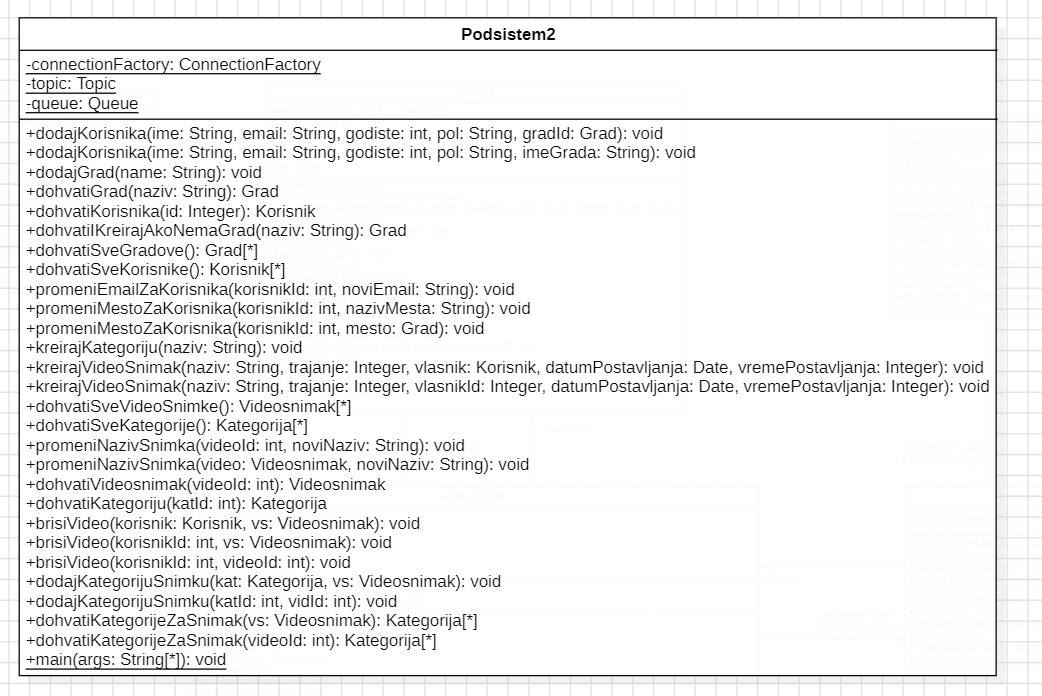 Podsistem2
-connectionFactory: ConnectionFactory
-topic: Topic
-queue: Queue
+dodajKorisnika(ime: String, email: String, godiste: int, pol: String, gradId: Grad): void
+dodajKorisnika(ime: String, email: String, godiste: int, pol: String, imeGrada: String): void
+dodajGrad(name: String): void
+dohvatiGrad(naziv: String): Grad
+dohvatiKorisnika(id: Integer): Korisnik
+dohvatiIKreirajAkoNemaGrad(naziv: String): Grad
+dohvatiSveGradove(): Grad[*]
+dohvatiSveKorisnike(): Korisnik[*]
+promeniEmailZaKorisnika(korisnikId: int, noviEmail: String): void
+promeniMestoZaKorisnika(korisnikId: int, nazivMesta: String): void
+promeniMestoZaKorisnika(korisnikId: int, mesto: Grad): void
+kreirajKategoriju(naziv: String): void
+kreirajVideoSnimak(naziv: String, trajanje: Integer, vlasnik: Korisnik, datumPostavljanja: Date, vremePostavljanja: Integer): void
+kreirajVideoSnimak(naziv: String, trajanje: Integer, vlasnikId: Integer, datumPostavljanja: Date, vremePostavljanja: Integer): void
+dohvatiSveVideoSnimke(): Videosnimak[*]
+dohvatiSveKategorije(): Kategorija[*]
+promeniNazivSnimka(videoId: int, noviNaziv: String): void
+promeniNazivSnimka(video: Videosnimak, noviNaziv: String): void
+dohvatiVideosnimak(videoId: int): Videosnimak
+dohvatiKategoriju(katId: int): Kategorija
+brisiVideo(korisnik: Korisnik, vs: Videosnimak): void
+brisiVideo(korisnikId: int, vs: Videosnimak): void
+brisiVideo(korisnikId: int, videoId: int): void
+dodajKategorijuSnimku(kat: Kategorija, vs: Videosnimak): void
+dodajKategorijuSnimku(katId: int, vidId: int): void
+dohvatiKategorijeZaSnimak(vs: Videosnimak): Kategorija[*]
+dohvatiKategorijeZaSnimak(videoId: int): Kategorija[*]
+main(args: String[*]): void